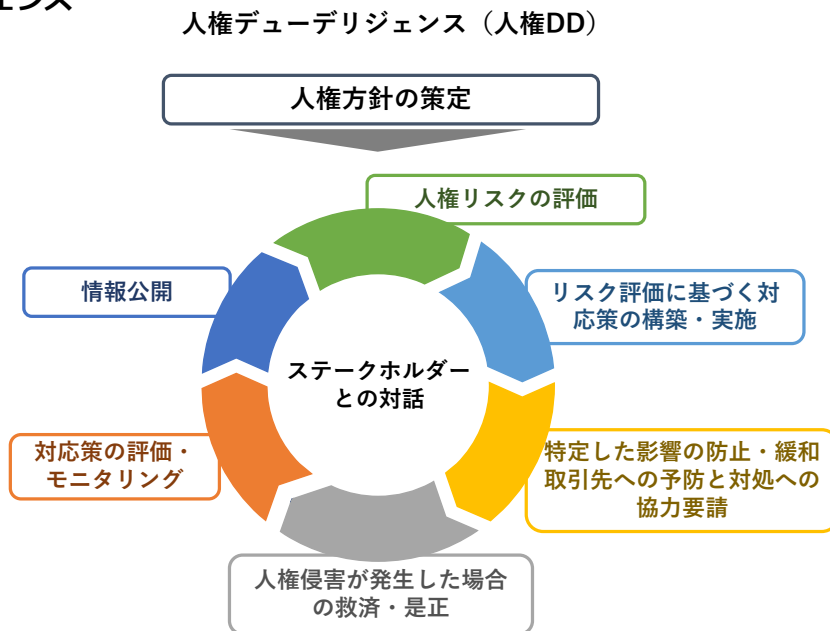 ェンス
人権デューデリジェンス（人権DD）
人権方針の策定
人権リスクの評価
情報公開
リスク評価に基づく対
応策の構築・実施
ステークホルダー
との対話
対応策の評価・
モニタリング
特定した影響の防止・緩和
取引先への予防と対処への
協力要請
人権侵害が発生した場合
の救済・是正